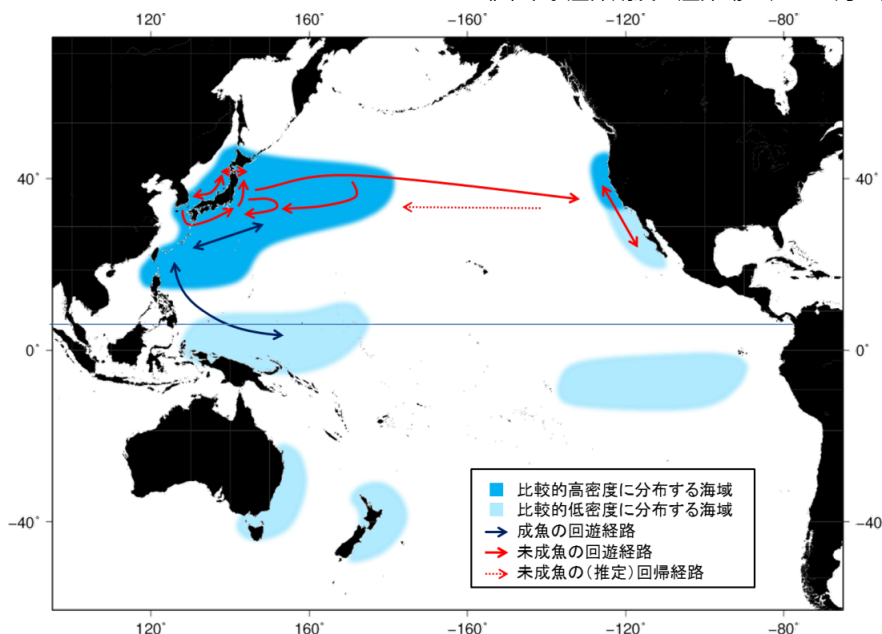 120° 160° -160° -120° -80°
40° 40°
0° 0°
-40° -40°
比較的高密度に分布する海域
比較的低密度に分布する海域
成魚の回遊経路
未成魚の回遊経路
未成魚の(推定)回帰経路
120° 160° -160° -120° -80°